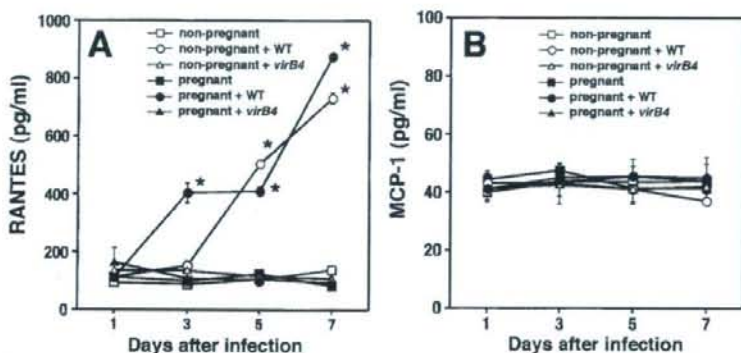 A
RANTES (pg/ml)
1000
800
600
400
200
0
non-pregnant
non-pregnant + WT
non-pregnant + virB4
pregnant
pregnant + WT
pregnant + virB4
*
*
*
*
*
1 3 5 7
Days after infection
B
MCP-1 (pg/ml)
100
80
60
40
20
0
non-pregnant
non-pregnant + WT
non-pregnant + virB4
pregnant
pregnant + WT
pregnant + virB4
1 3 5 7
Days after infection